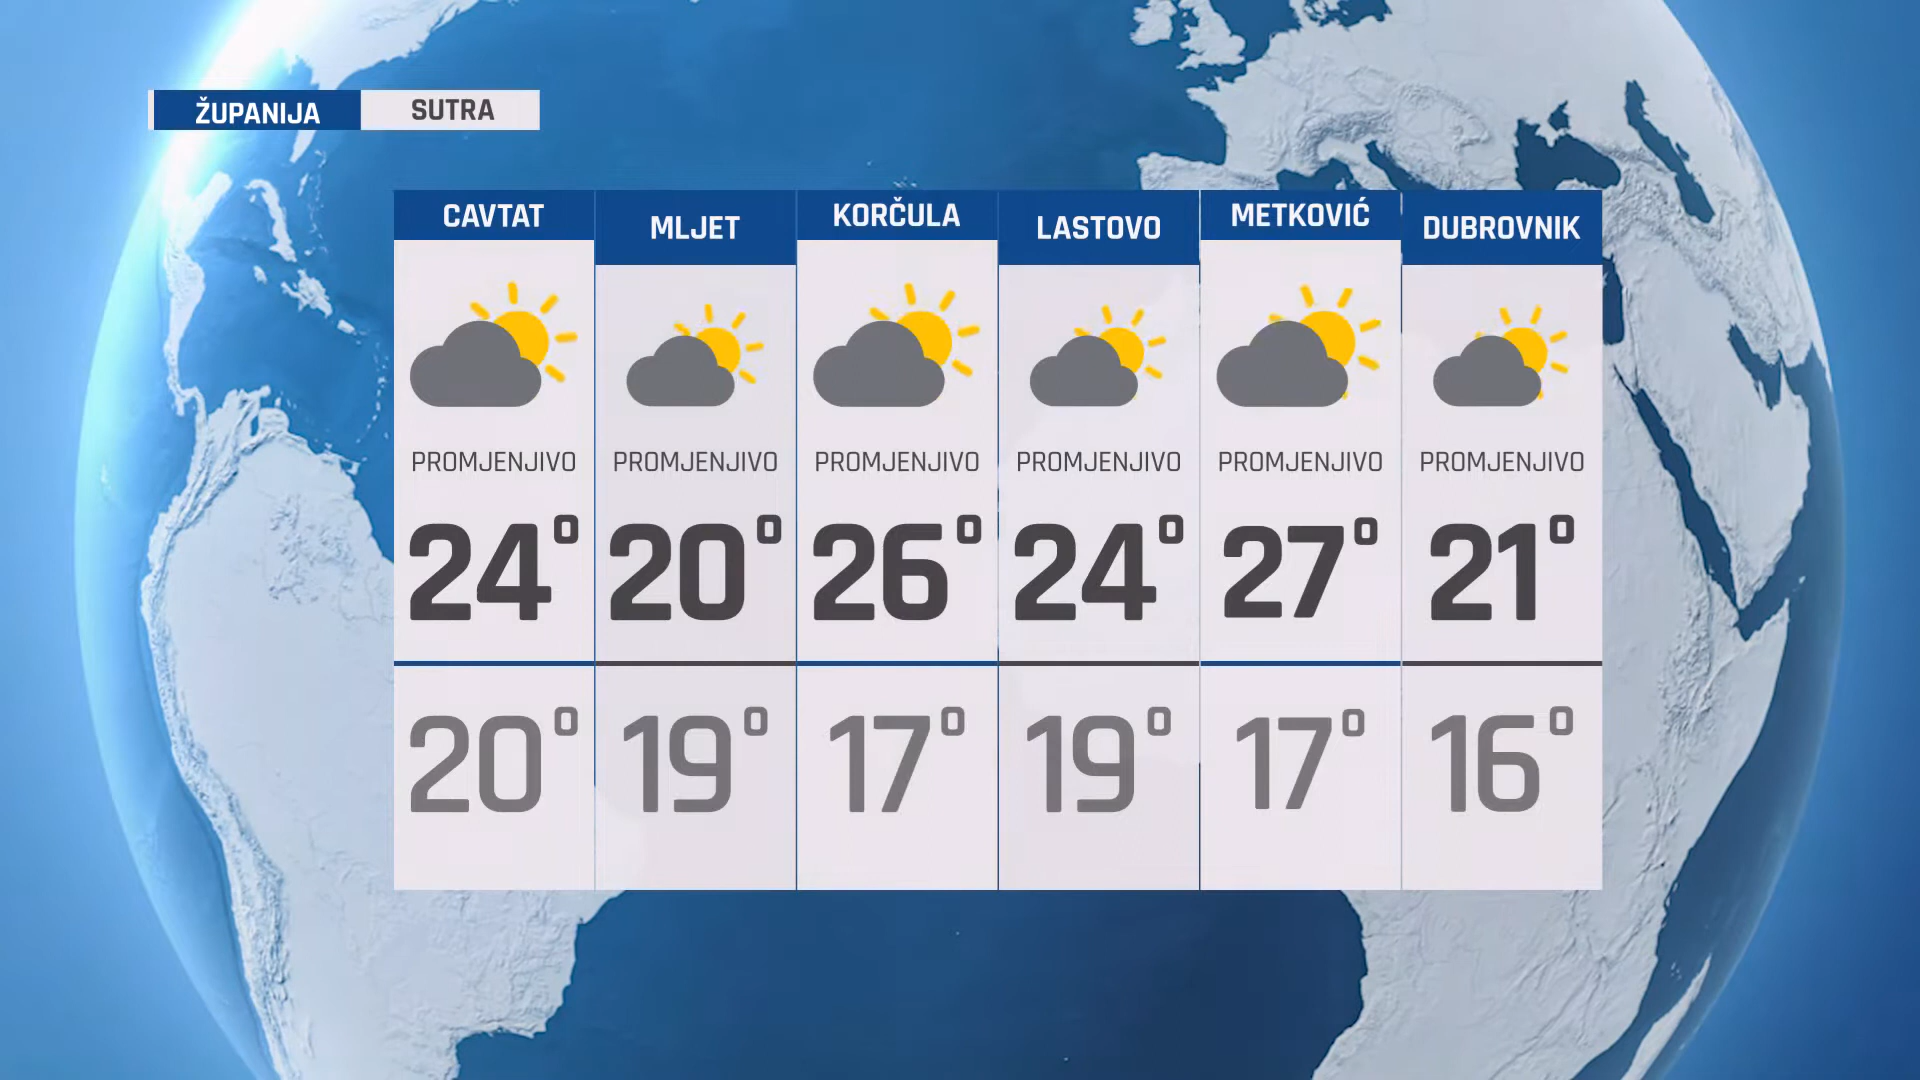 ŽUPANIJA SUTRA
CAVTAT MLJET KORČULA LASTOVO METKOVIĆ DUBROVNIK
PROMJENJIVO PROMJENJIVO PROMJENJIVO PROMJENJIVO PROMJENJIVO PROMJENJIVO
24° 20° 26° 24° 27° 21°
20° 19° 17° 19° 17° 16°